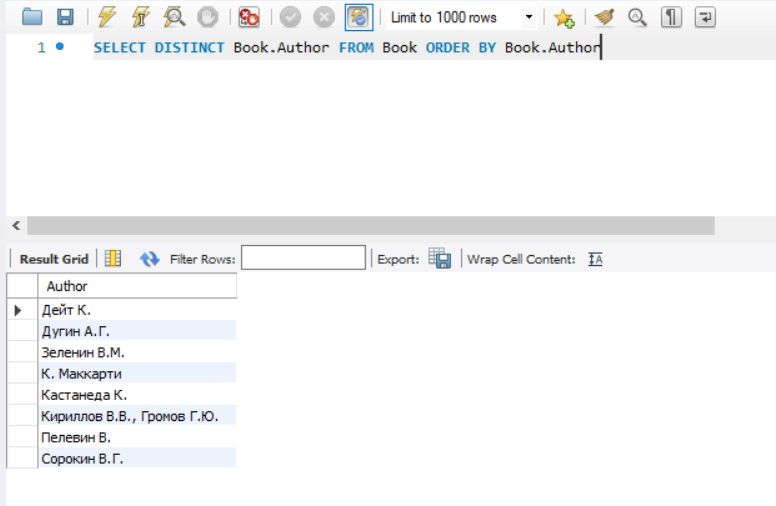 Limit to 1000 rows
1 SELECT DISTINCT Book.Author FROM Book ORDER BY Book.Author
Result Grid Filter Rows: Export: Wrap Cell Content:
Author
Дейт К.
Дугин А.Г.
Зеленин В.М.
К. Маккарти
Кастанеда К.
Кириллов В.В., Громов Г.Ю.
Пелевин В.
Сорокин В.Г.